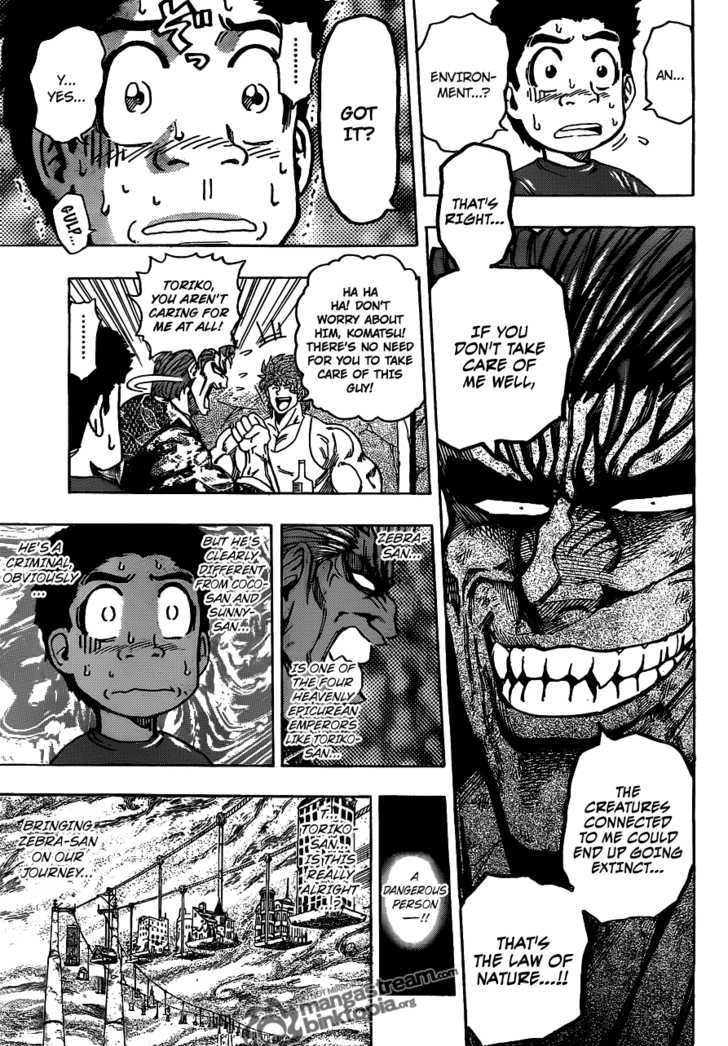 AN...
ENVIRON-
MENT...?
THAT'S
RIGHT...
IF YOU
DON'T TAKE
CARE OF
ME WELL,
THE
CREATURES
CONNECTED
TO ME COULD
END UP GOING
EXTINCT...
THAT'S
THE LAW OF
NATURE...!!
GOT
IT?
Y...
YES...
GULP...
HA HA
HA! DON'T
WORRY ABOUT
HIM, KOMATSU!
THERE'S NO NEED
FOR YOU TO TAKE
CARE OF THIS
GUY!
TORIKO,
YOU AREN'T
CARING FOR
ME AT ALL!
ZEBRA-
SAN...
IS ONE OF
THE FOUR
HEAVENLY
EPICUREAN
EMPERORS
LIKE TORIKO-
SAN...
BUT HE'S
CLEARLY
DIFFERENT
FROM COCO-
SAN AND
SUNNY-
SAN...
HE'S A
CRIMINAL,
OBVIOUSLY
...
A
DANGEROUS
PERSON
—!!
T...
TORIKO-
SAN...
IS THIS
REALLY
ALRIGHT
...!?
BRINGING
ZEBRA-SAN
ON OUR
JOURNEY...
mangastream.com
binktopia.org